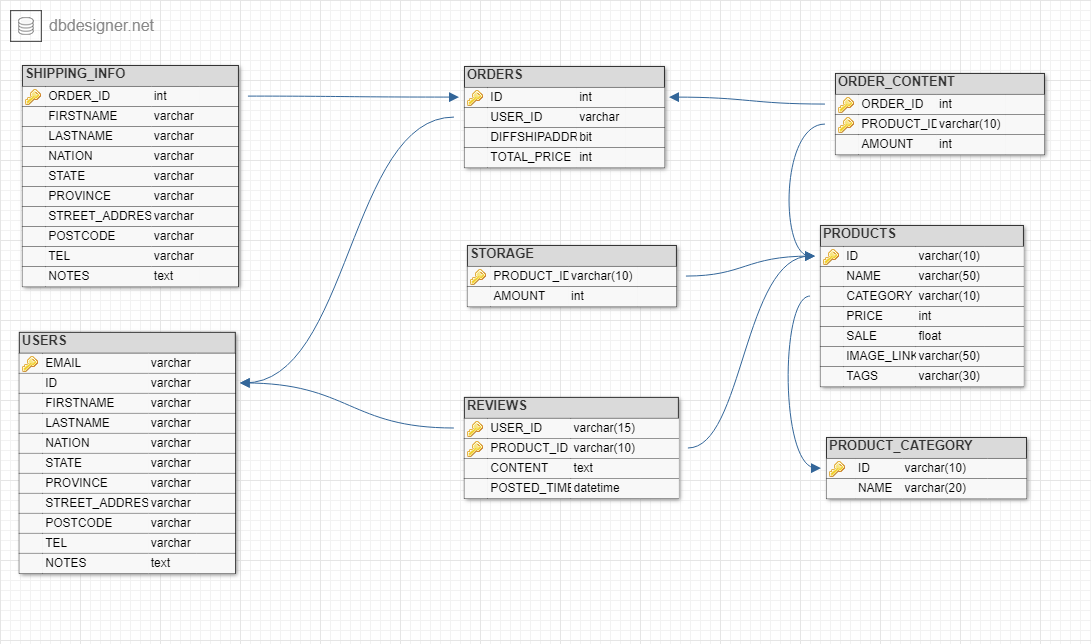 dbdesigner.net
SHIPPING_INFO
ORDER_ID int
FIRSTNAME varchar
LASTNAME varchar
NATION varchar
STATE varchar
PROVINCE varchar
STREET_ADDRES varchar
POSTCODE varchar
TEL varchar
NOTES text
USERS
EMAIL varchar
ID varchar
FIRSTNAME varchar
LASTNAME varchar
NATION varchar
STATE varchar
PROVINCE varchar
STREET_ADDRES varchar
POSTCODE varchar
TEL varchar
NOTES text
ORDERS
ID int
USER_ID varchar
DIFFSHIPADDR bit
TOTAL_PRICE int
STORAGE
PRODUCT_ID varchar(10)
AMOUNT int
REVIEWS
USER_ID varchar(15)
PRODUCT_ID varchar(10)
CONTENT text
POSTED_TIME datetime
ORDER_CONTENT
ORDER_ID int
PRODUCT_ID varchar(10)
AMOUNT int
PRODUCTS
ID varchar(10)
NAME varchar(50)
CATEGORY varchar(10)
PRICE int
SALE float
IMAGE_LINK varchar(50)
TAGS varchar(30)
PRODUCT_CATEGORY
ID varchar(10)
NAME varchar(20)